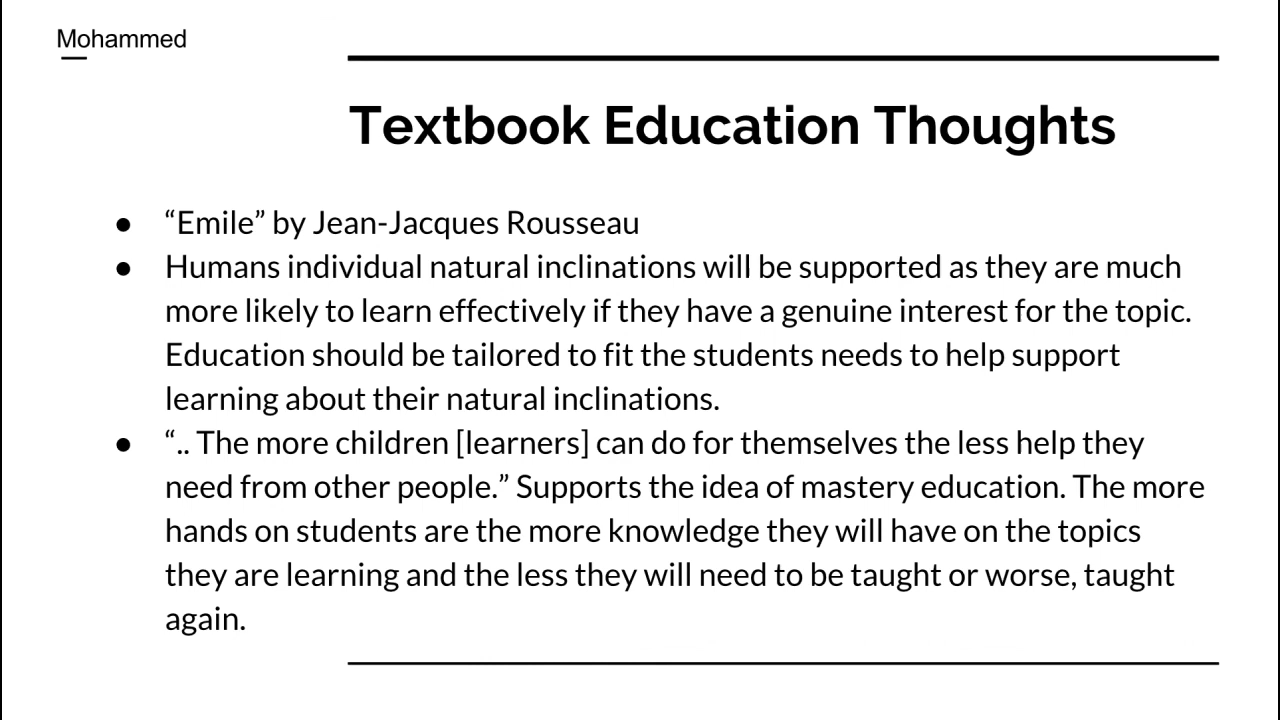 Mohammed
Textbook Education Thoughts
● “Emile” by Jean-Jacques Rousseau
● Humans individual natural inclinations will be supported as they are much
more likely to learn effectively if they have a genuine interest for the topic.
Education should be tailored to fit the students needs to help support
learning about their natural inclinations.
● “.. The more children [learners] can do for themselves the less help they
need from other people.” Supports the idea of mastery education. The more
hands on students are the more knowledge they will have on the topics
they are learning and the less they will need to be taught or worse, taught
again.